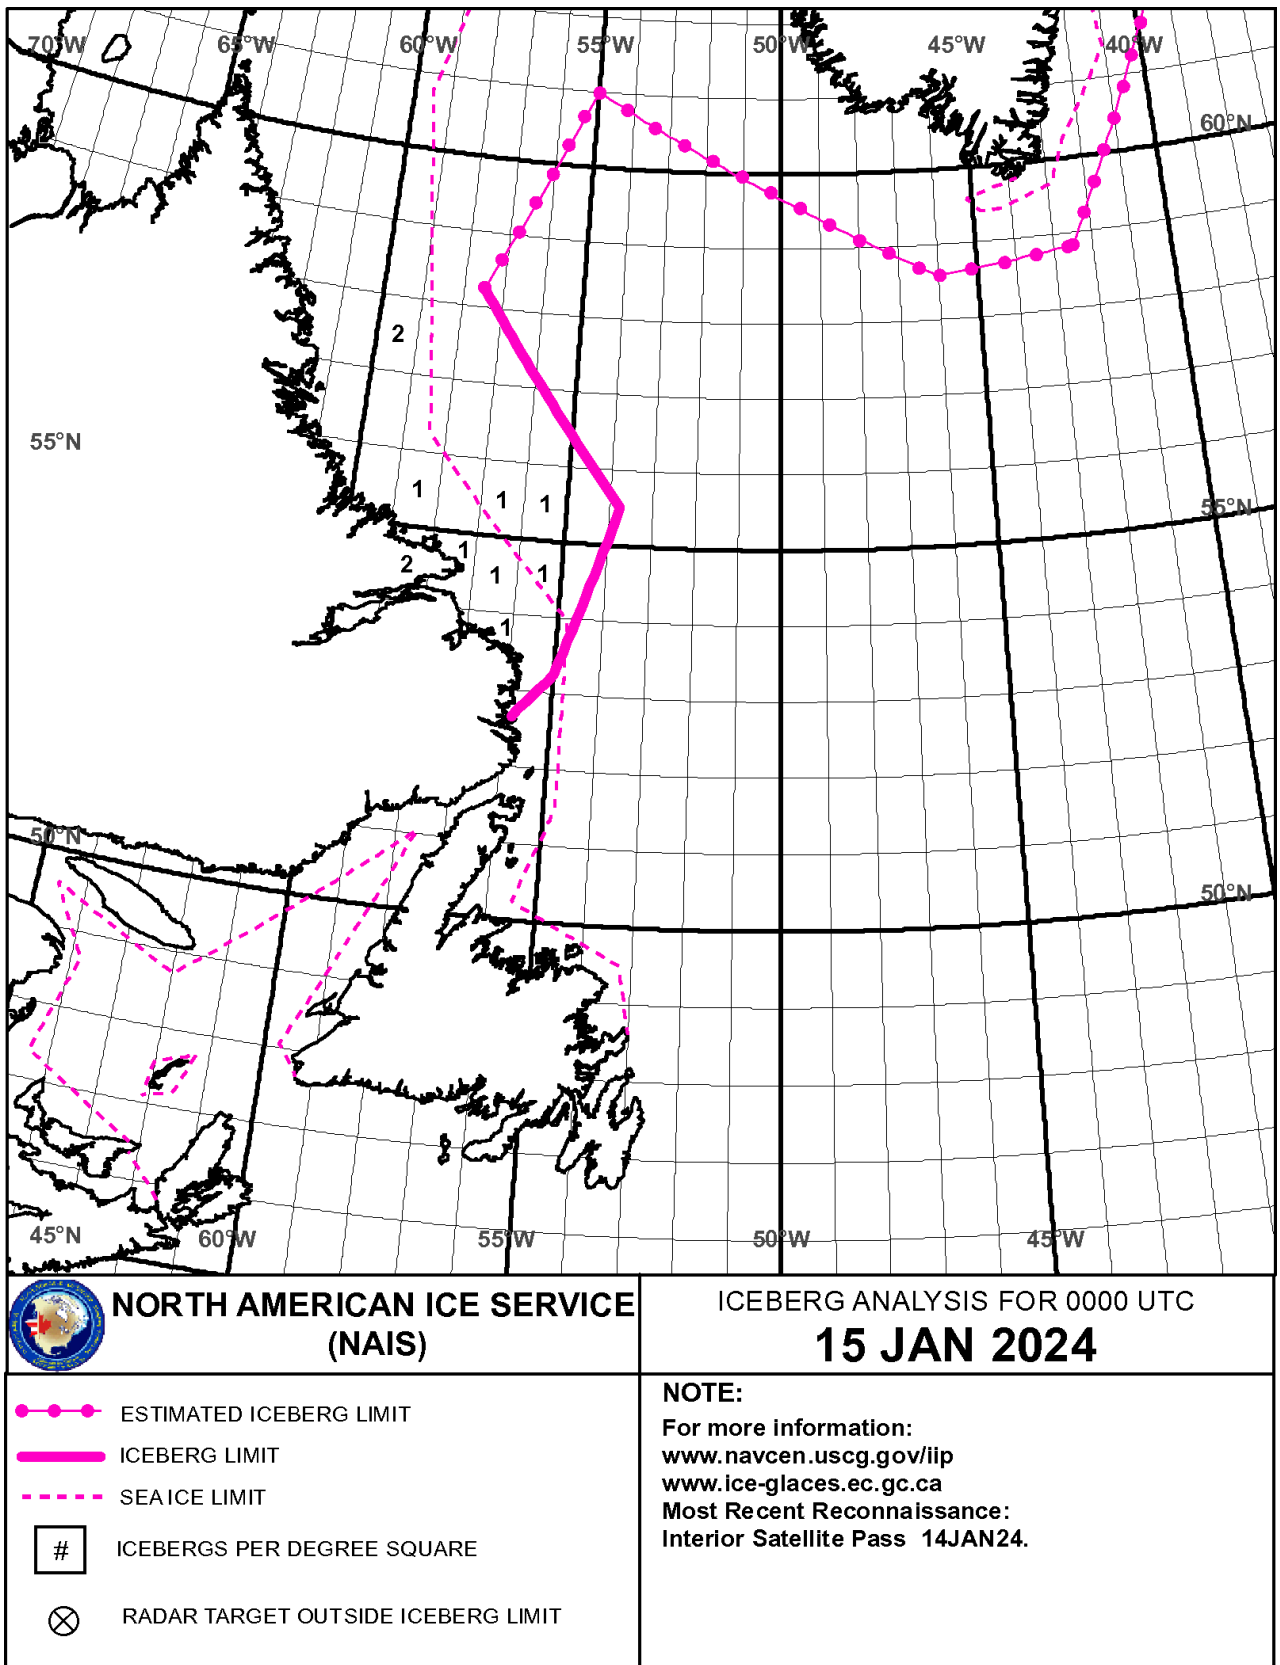 70°W 65°W 60°W 55°W 50°W 45°W 40°W
60°N
2
55°N
1 1 1
55°N
1
2 1 1
1
50°N
50°N
45°N 60°W 55°W 50°W 45°W
NORTH AMERICAN ICE SERVICE
(NAIS)
ICEBERG ANALYSIS FOR 0000 UTC
15 JAN 2024
ESTIMATED ICEBERG LIMIT
ICEBERG LIMIT
SEA ICE LIMIT
# ICEBERGS PER DEGREE SQUARE
RADAR TARGET OUTSIDE ICEBERG LIMIT
NOTE:
For more information:
www.navcen.uscg.gov/iip
www.ice-glaces.ec.gc.ca
Most Recent Reconnaissance:
Interior Satellite Pass 14JAN24.